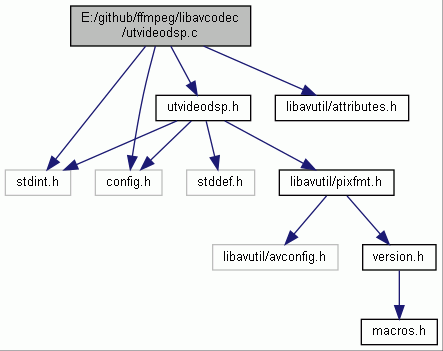 E:/github/ffmpeg/libavcodec
/utvideodsp.c
utvideodsp.h
libavutil/attributes.h
stdint.h
config.h
stddef.h
libavutil/pixfmt.h
libavutil/avconfig.h
version.h
macros.h